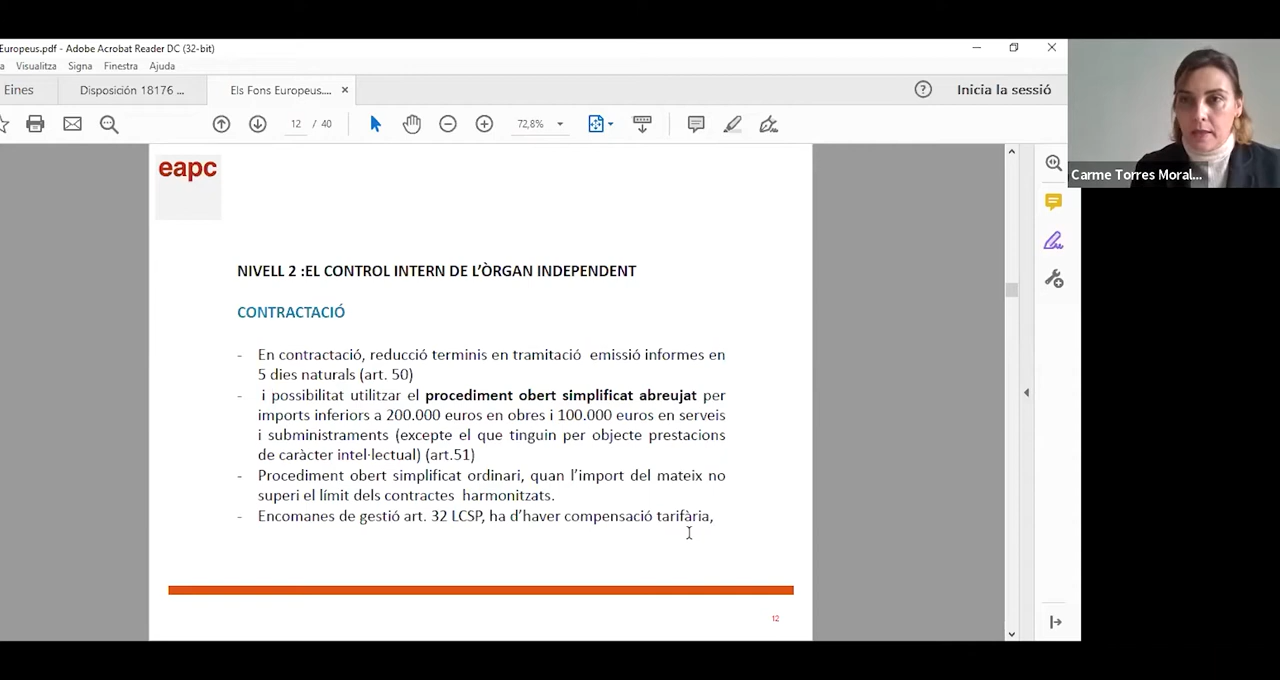 Europeus.pdf - Adobe Acrobat Reader DC (32-bit)
a Visualitza Signa Finestra Ajuda
Eines Disposición 18176 ... Els Fons Europeus.... × Inicia la sessió
12 / 40 72,8%
Carme Torres Moral...
eapc
NIVELL 2 :EL CONTROL INTERN DE L'ÒRGAN INDEPENDENT
CONTRACTACIÓ
- En contractació, reducció terminis en tramitació emissió informes en
5 dies naturals (art. 50)
- i possibilitat utilitzar el procediment obert simplificat abreujat per
imports inferiors a 200.000 euros en obres i 100.000 euros en serveis
i subministraments (excepte el que tinguin per objecte prestacions
de caràcter intel·lectual) (art.51)
- Procediment obert simplificat ordinari, quan l'import del mateix no
superi el límit dels contractes harmonitzats.
- Encomanes de gestió art. 32 LCSP, ha d'haver compensació tarifària,
12